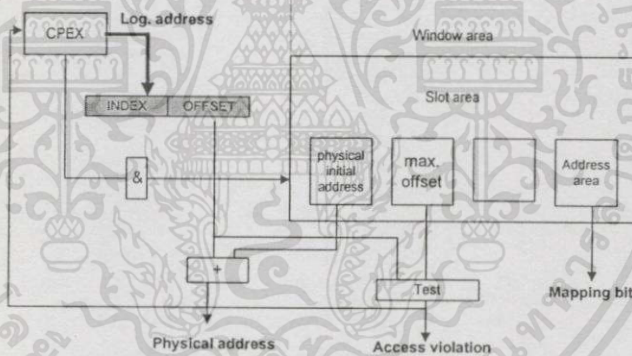 Log. address
CPEX
Window area
INDEX OFFSET
Slot area
physical
initial
address
max.
offset
Address
area
&
+
Test
Mapping bit
Physical address
Access violation